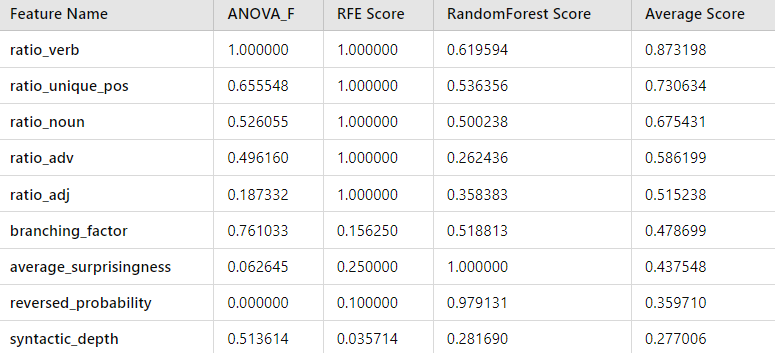 Feature Name ANOVA_F RFE Score RandomForest Score Average Score
ratio_verb 1.000000 1.000000 0.619594 0.873198
ratio_unique_pos 0.655548 1.000000 0.536356 0.730634
ratio_noun 0.526055 1.000000 0.500238 0.675431
ratio_adv 0.496160 1.000000 0.262436 0.586199
ratio_adj 0.187332 1.000000 0.358383 0.515238
branching_factor 0.761033 0.156250 0.518813 0.478699
average_surprisingness 0.062645 0.250000 1.000000 0.437548
reversed_probability 0.000000 0.100000 0.979131 0.359710
syntactic_depth 0.513614 0.035714 0.281690 0.277006